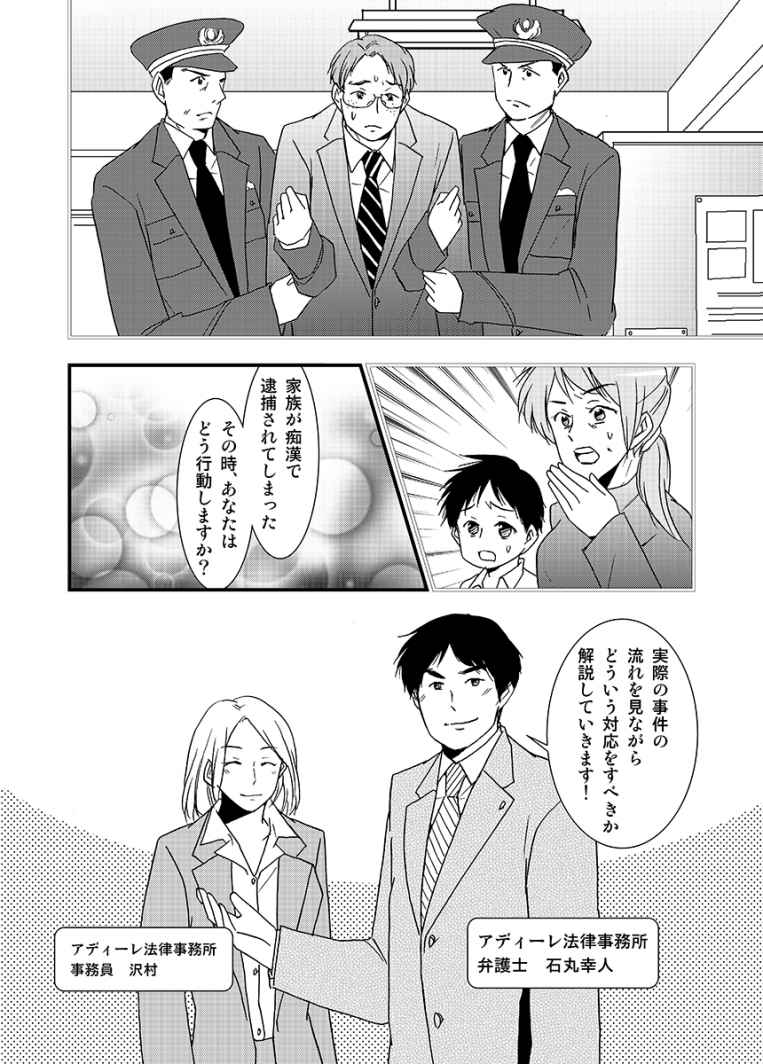 家族が痴漢で
逮捕されてしまった
その時、あなたは
どう行動しますか？
実際の事件の
流れを見ながら
どういう対応をすべきか
解説していきます！
アディーレ法律事務所
弁護士　石丸幸人
アディーレ法律事務所
事務員　沢村